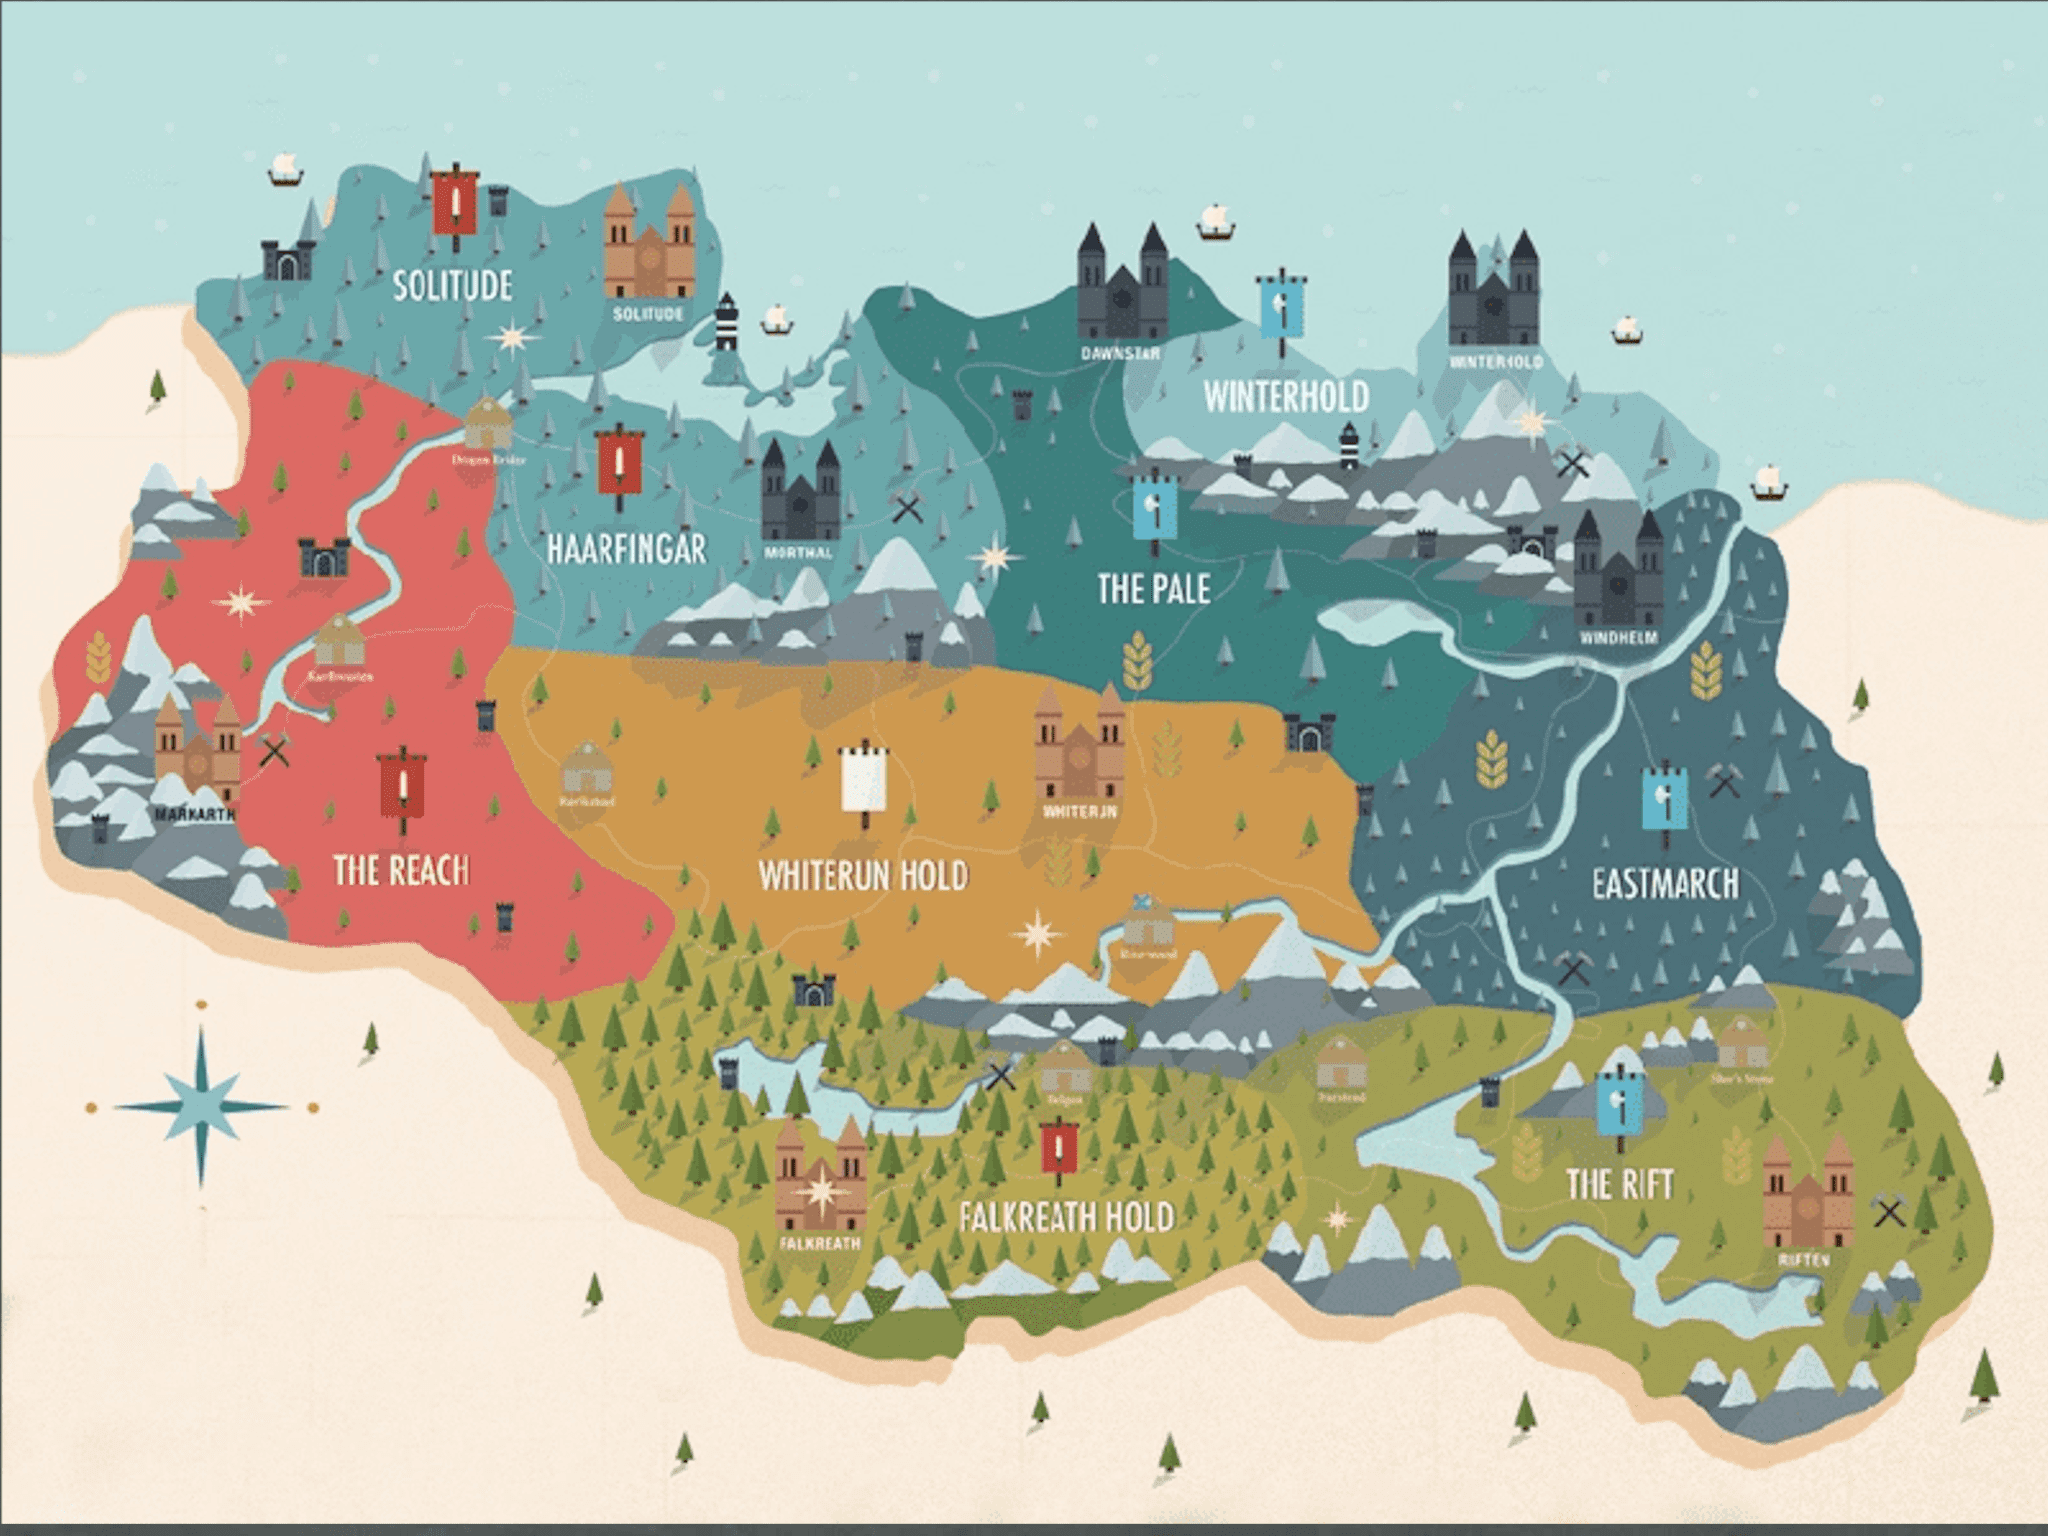 SOLITUDE
SOLITUDE
DAWNSTAR
WINTERHOLD
WINTERHOLD
Dragon Bridge
HAARFINGAR
MORTHAL
THE PALE
WINDHELM
Karthwasten
MARKARTH
THE REACH
Rorikstead
WHITERUN HOLD
WHITERUN
EASTMARCH
Riverwood
Helgen
Shor's Stone
THE RIFT
FALKREATH HOLD
FALKREATH
RIFTEN